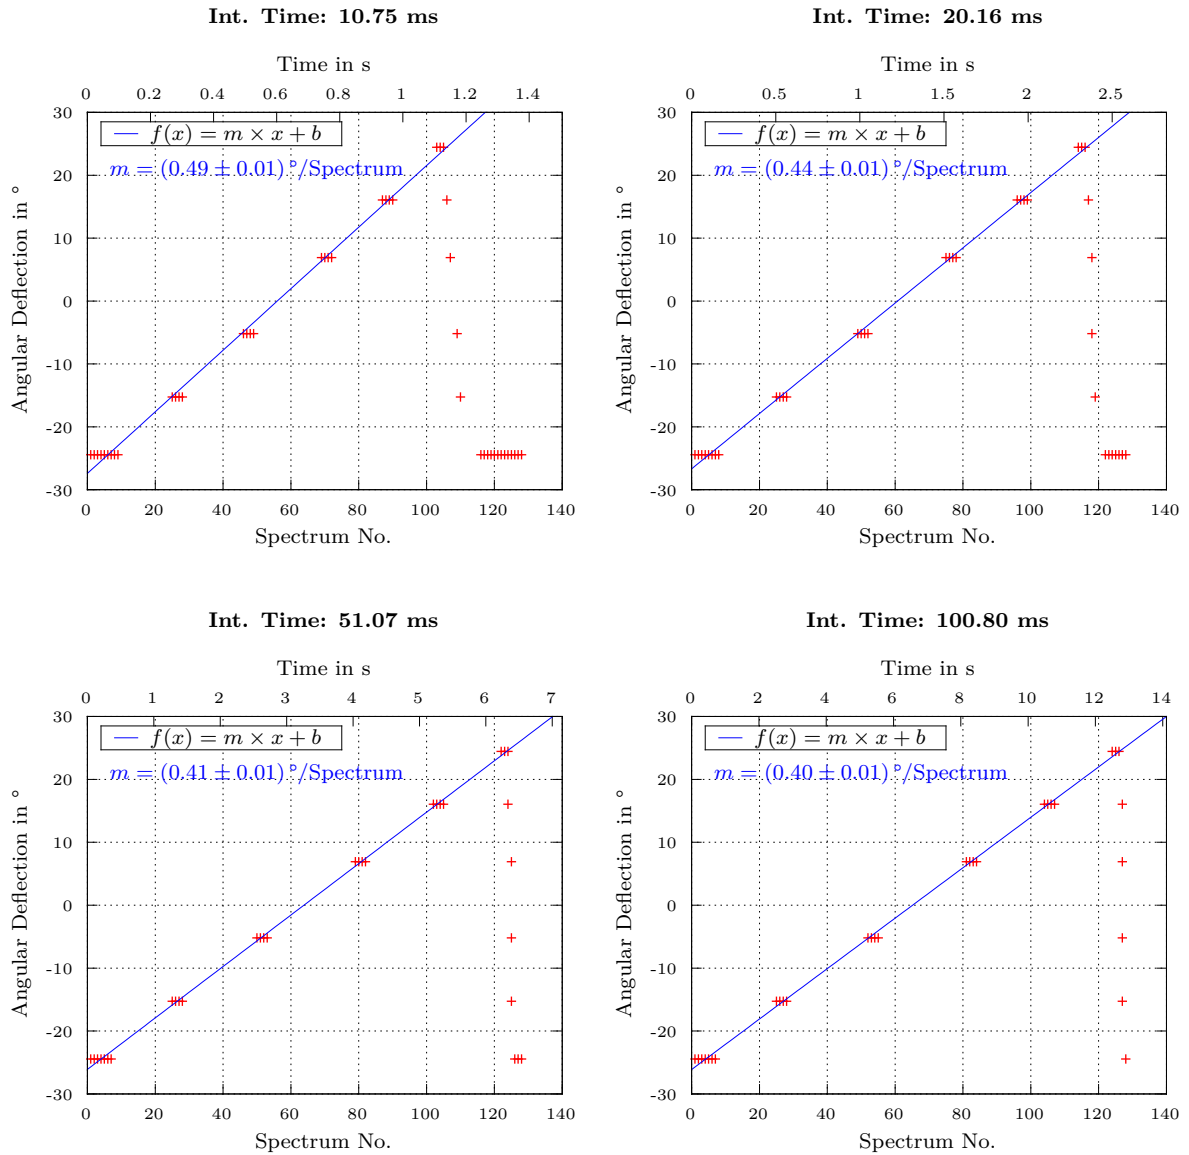 Int. Time: 10.75 ms
Time in s
0 0.2 0.4 0.6 0.8 1 1.2 1.4
30
20
10
0
-10
-20
-30
Angular Deflection in °
f(x) = m × x + b
m = (0.49 ± 0.01) °/Spectrum
0 20 40 60 80 100 120 140
Spectrum No.
Int. Time: 20.16 ms
Time in s
0 0.5 1 1.5 2 2.5
30
20
10
0
-10
-20
-30
Angular Deflection in °
f(x) = m × x + b
m = (0.44 ± 0.01) °/Spectrum
0 20 40 60 80 100 120 140
Spectrum No.
Int. Time: 51.07 ms
Time in s
0 1 2 3 4 5 6 7
30
20
10
0
-10
-20
-30
Angular Deflection in °
f(x) = m × x + b
m = (0.41 ± 0.01) °/Spectrum
0 20 40 60 80 100 120 140
Spectrum No.
Int. Time: 100.80 ms
Time in s
0 2 4 6 8 10 12 14
30
20
10
0
-10
-20
-30
Angular Deflection in °
f(x) = m × x + b
m = (0.40 ± 0.01) °/Spectrum
0 20 40 60 80 100 120 140
Spectrum No.